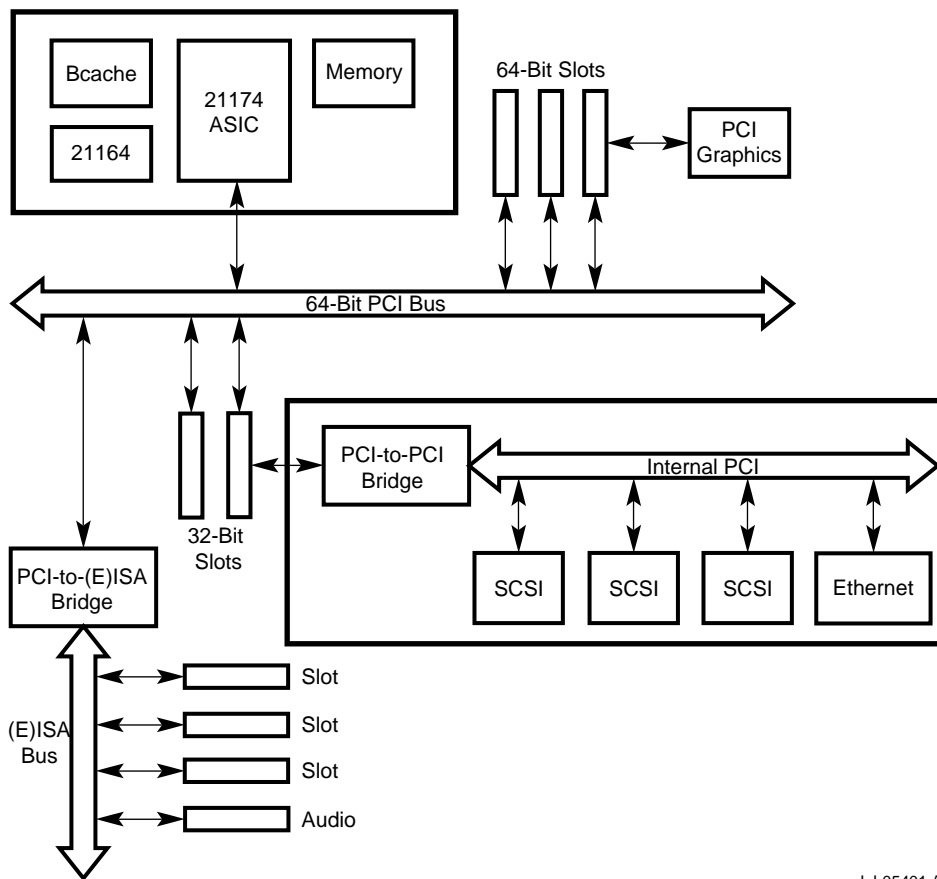 Bcache
21174
ASIC
Memory
21164
64-Bit Slots
PCI
Graphics
64-Bit PCI Bus
PCI-to-PCI
Bridge
Internal PCI
32-Bit
Slots
SCSI
SCSI
SCSI
Ethernet
PCI-to-(E)ISA
Bridge
(E)ISA
Bus
Slot
Slot
Slot
Audio